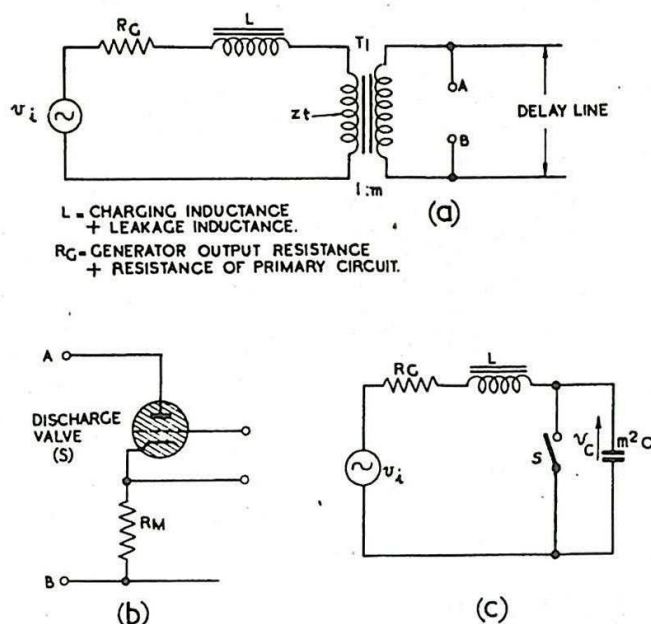 RG
L
T1
vi
zt
A
B
DELAY LINE
1:m
(a)
L = CHARGING INDUCTANCE
+ LEAKAGE INDUCTANCE.
RG = GENERATOR OUTPUT RESISTANCE
+ RESISTANCE OF PRIMARY CIRCUIT.
A
DISCHARGE
VALVE
(S)
RM
B
(b)
RG
L
vi
S
vC
m²C
(c)